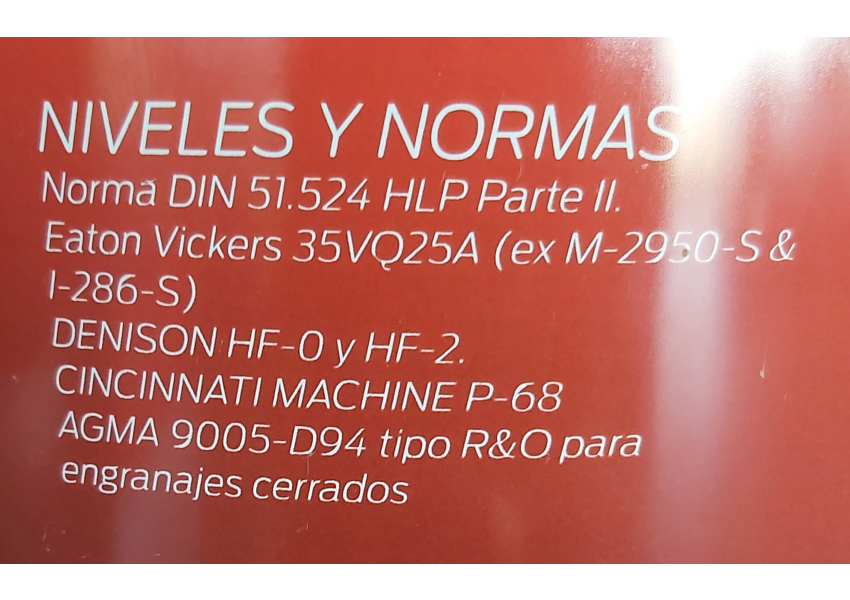 NIVELES Y NORMAS
Norma DIN 51.524 HLP Parte II.
Eaton Vickers 35VQ25A (ex M-2950-S &
I-286-S)
DENISON HF-0 y HF-2.
CINCINNATI MACHINE P-68
AGMA 9005-D94 tipo R&O para
engranajes cerrados